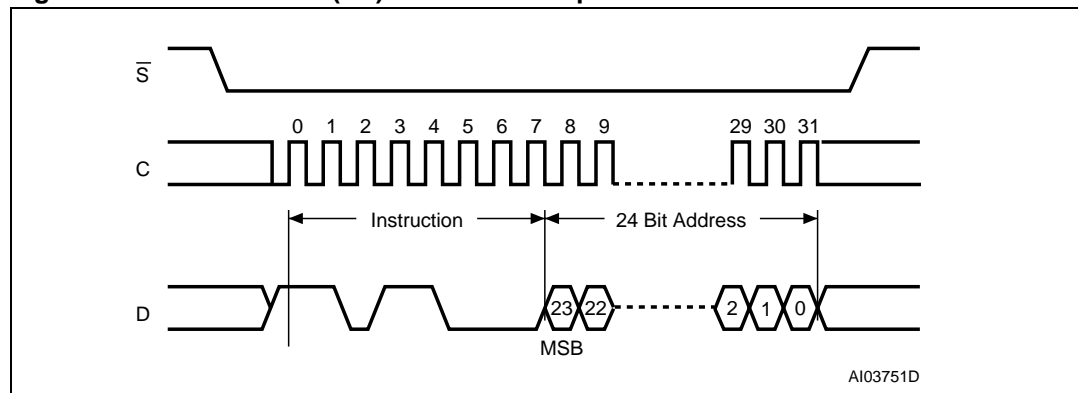 S
0 1 2 3 4 5 6 7 8 9 29 30 31
C
Instruction 24 Bit Address
D 23 22 2 1 0
MSB
AI03751D